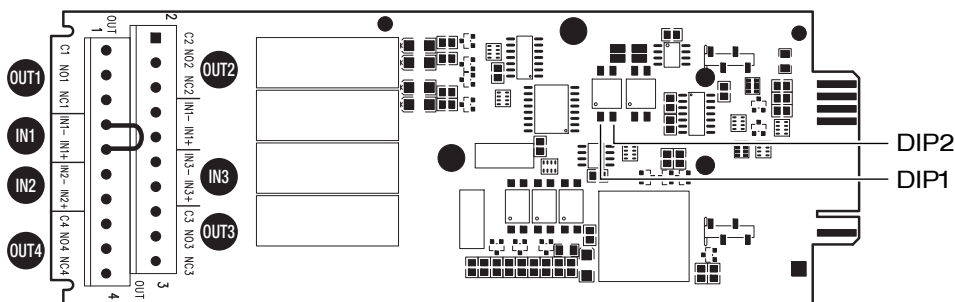 OUT 1
2
C1 NO1 NC1
IN1- IN1+
IN2- IN2+
C4 NO4 NC4
4
C2 NO2 NC2
IN1- IN1+
IN3- IN3+
C3 NO3 NC3
OUT 3
OUT1
IN1
IN2
OUT4
OUT2
IN3
OUT3
DIP2
DIP1